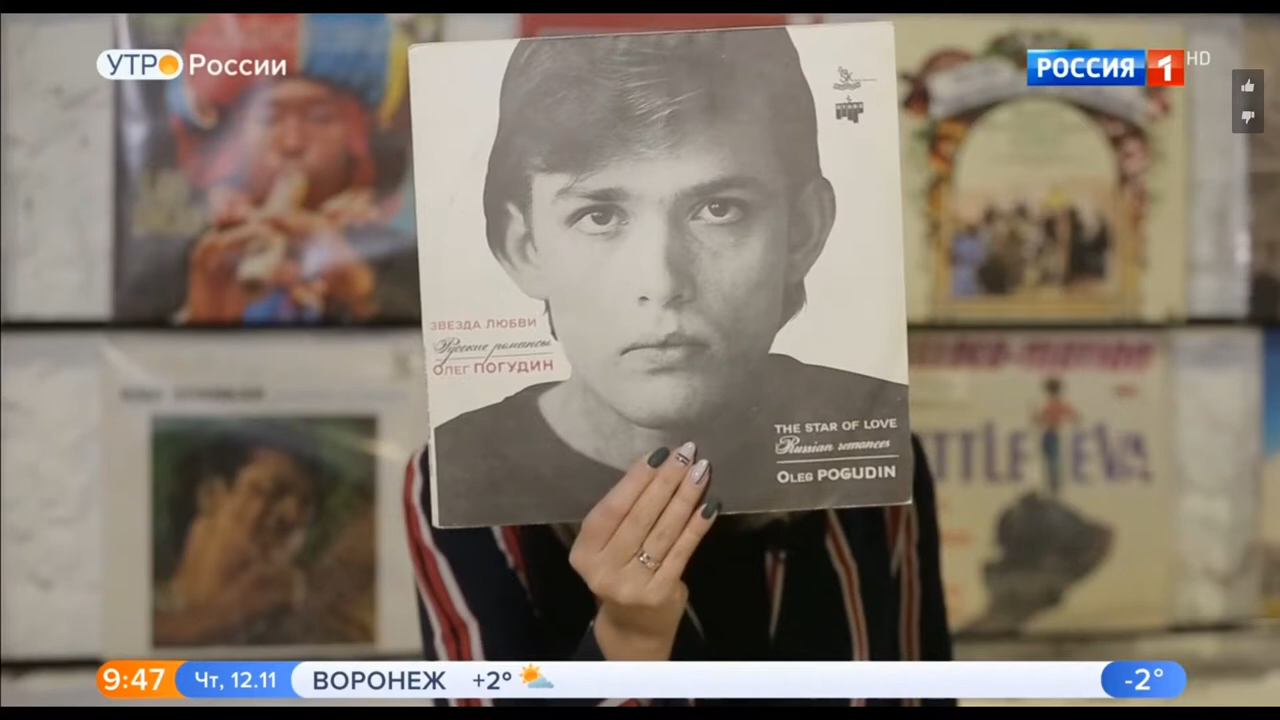 УТРО России
РОССИЯ 1 HD
ЗВЕЗДА ЛЮБВИ
Русские романсы
ОЛЕГ ПОГУДИН
THE STAR OF LOVE
Russian romances
OLEG POGUDIN
TTLE EVA
9:47 Чт, 12.11 ВОРОНЕЖ +2° -2°